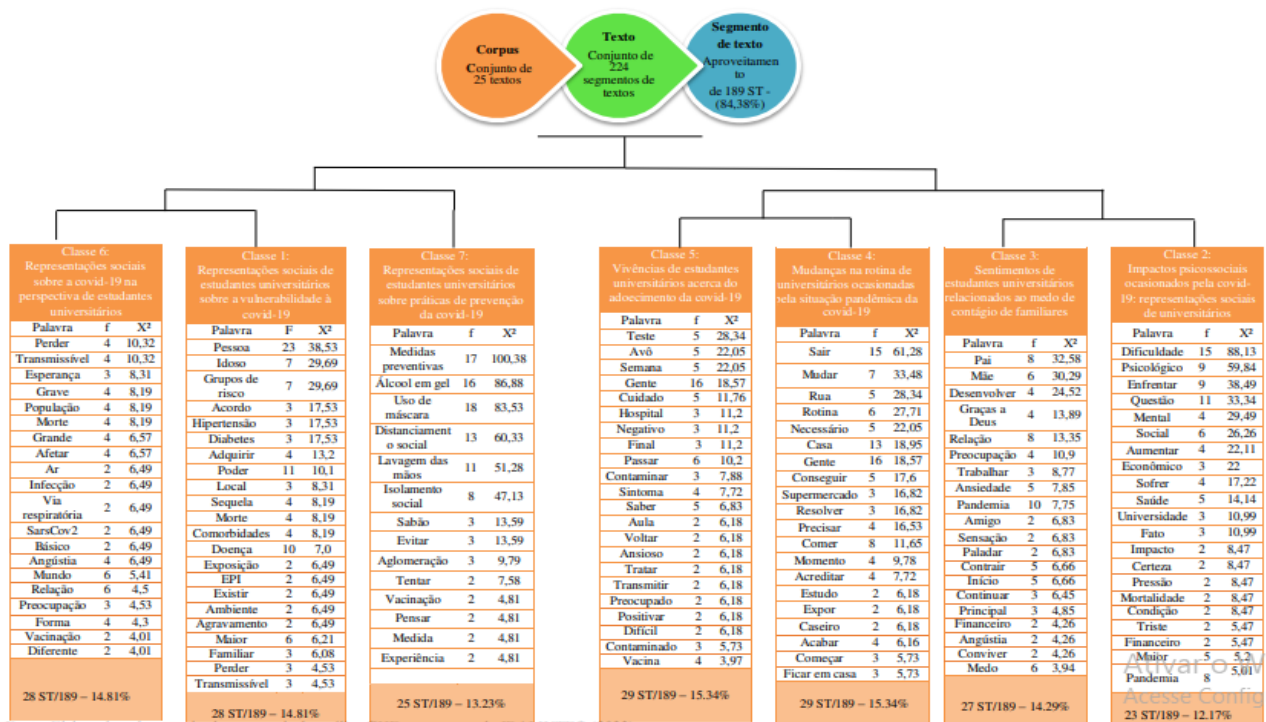 Corpus
Conjunto de
25 textos
Texto
Conjunto de
224
segmentos de
textos
Segmento
de texto
Aproveitamen
to
de 189 ST -
(84,38%)
Classe 6:
Representações sociais
sobre a covid-19 na
perspectiva de estudantes
universitários
Palavra f X²
Perder 4 10,32
Transmissível 4 10,32
Esperança 3 8,31
Grave 4 8,19
População 4 8,19
Morte 4 8,19
Grande 4 6,57
Afetar 4 6,57
Ar 2 6,49
Infecção 2 6,49
Via
respiratória 2 6,49
SarsCov2 2 6,49
Básico 2 6,49
Angústia 4 6,49
Mundo 6 5,41
Relação 6 4,5
Preocupação 3 4,53
Forma 4 4,3
Vacinação 2 4,01
Diferente 2 4,01
28 ST/189 – 14.81%
Classe 1:
Representações sociais de
estudantes universitários
sobre a vulnerabilidade à
covid-19
Palavra F X²
Pessoa 23 38,53
Idoso 7 29,69
Grupos de
risco 7 29,69
Acordo 3 17,53
Hipertensão 3 17,53
Diabetes 3 17,53
Adquirir 4 13,2
Poder 11 10,1
Local 3 8,31
Sequela 4 8,19
Morte 4 8,19
Comorbidades 4 8,19
Doença 10 7,0
Exposição 2 6,49
EPI 2 6,49
Existir 2 6,49
Ambiente 2 6,49
Agravamento 2 6,49
Maior 6 6,21
Familiar 3 6,08
Perder 3 4,53
Transmissível 3 4,53
28 ST/189 – 14.81%
Classe 7:
Representações sociais de
estudantes universitários
sobre práticas de prevenção
da covid-19
Palavra f X²
Medidas
preventivas 17 100,38
Álcool em gel 16 86,88
Uso de
máscara 18 83,53
Distanciament
o social 13 60,33
Lavagem das
mãos 11 51,28
Isolamento
social 8 47,13
Sabão 3 13,59
Evitar 3 13,59
Aglomeração 3 9,79
Tentar 2 7,58
Vacinação 2 4,81
Pensar 2 4,81
Medida 2 4,81
Experiência 2 4,81
25 ST/189 – 13.23%
Classe 5:
Vivências de estudantes
universitários acerca do
adoecimento da covid-19
Palavra f X²
Teste 5 28,34
Avô 5 22,05
Semana 5 22,05
Gente 16 18,57
Cuidado 5 11,76
Hospital 3 11,2
Negativo 3 11,2
Final 3 11,2
Passar 6 10,2
Contaminar 3 7,88
Sintoma 4 7,72
Saber 5 6,83
Aula 2 6,18
Voltar 2 6,18
Ansioso 2 6,18
Tratar 2 6,18
Transmitir 2 6,18
Preocupado 2 6,18
Positivar 2 6,18
Difícil 2 6,18
Contaminado 3 5,73
Vacina 4 3,97
29 ST/189 – 15.34%
Classe 4:
Mudanças na rotina de
universitários ocasionadas
pela situação pandêmica da
covid-19
Palavra f X²
Sair 15 61,28
Mudar 7 33,48
Rua 5 28,34
Rotina 6 27,71
Necessário 5 22,05
Casa 13 18,95
Gente 16 18,57
Conseguir 5 17,6
Supermercado 3 16,82
Resolver 3 16,82
Precisar 4 16,53
Comer 8 11,65
Momento 4 9,78
Acreditar 4 7,72
Estudo 2 6,18
Expor 2 6,18
Caseiro 2 6,18
Acabar 4 6,16
Começar 3 5,73
Ficar em casa 3 5,73
29 ST/189 – 15.34%
Classe 3:
Sentimentos de
estudantes universitários
relacionados ao medo de
contágio de familiares
Palavra f X²
Pai 8 32,58
Mãe 6 30,29
Desenvolver 4 24,52
Graças a
Deus 4 13,89
Relação 8 13,35
Preocupação 4 10,9
Trabalhar 3 8,77
Ansiedade 5 7,85
Pandemia 10 7,75
Amigo 2 6,83
Sensação 2 6,83
Paladar 2 6,83
Contrair 5 6,66
Início 5 6,66
Continuar 3 6,45
Principal 3 4,85
Financeiro 2 4,26
Angústia 2 4,26
Conviver 2 4,26
Medo 6 3,94
27 ST/189 – 14.29%
Classe 2:
Impactos psicossociais
ocasionados pela covid-
19: representações sociais
de universitários
Palavra f X²
Dificuldade 15 88,13
Psicológico 9 59,84
Enfrentar 9 38,49
Questão 11 33,34
Mental 4 29,49
Social 6 26,26
Aumentar 4 22,11
Econômico 3 22
Sofrer 4 17,22
Saúde 5 14,14
Universidade 3 10,99
Fato 3 10,99
Impacto 2 8,47
Certeza 2 8,47
Pressão 2 8,47
Mortalidade 2 8,47
Condição 2 8,47
Triste 2 5,47
Financeiro 2 5,47
Maior 5 5,2
Pandemia 8 5,01
23 ST/189 – 12.17%
Ativar o W
Acesse Config